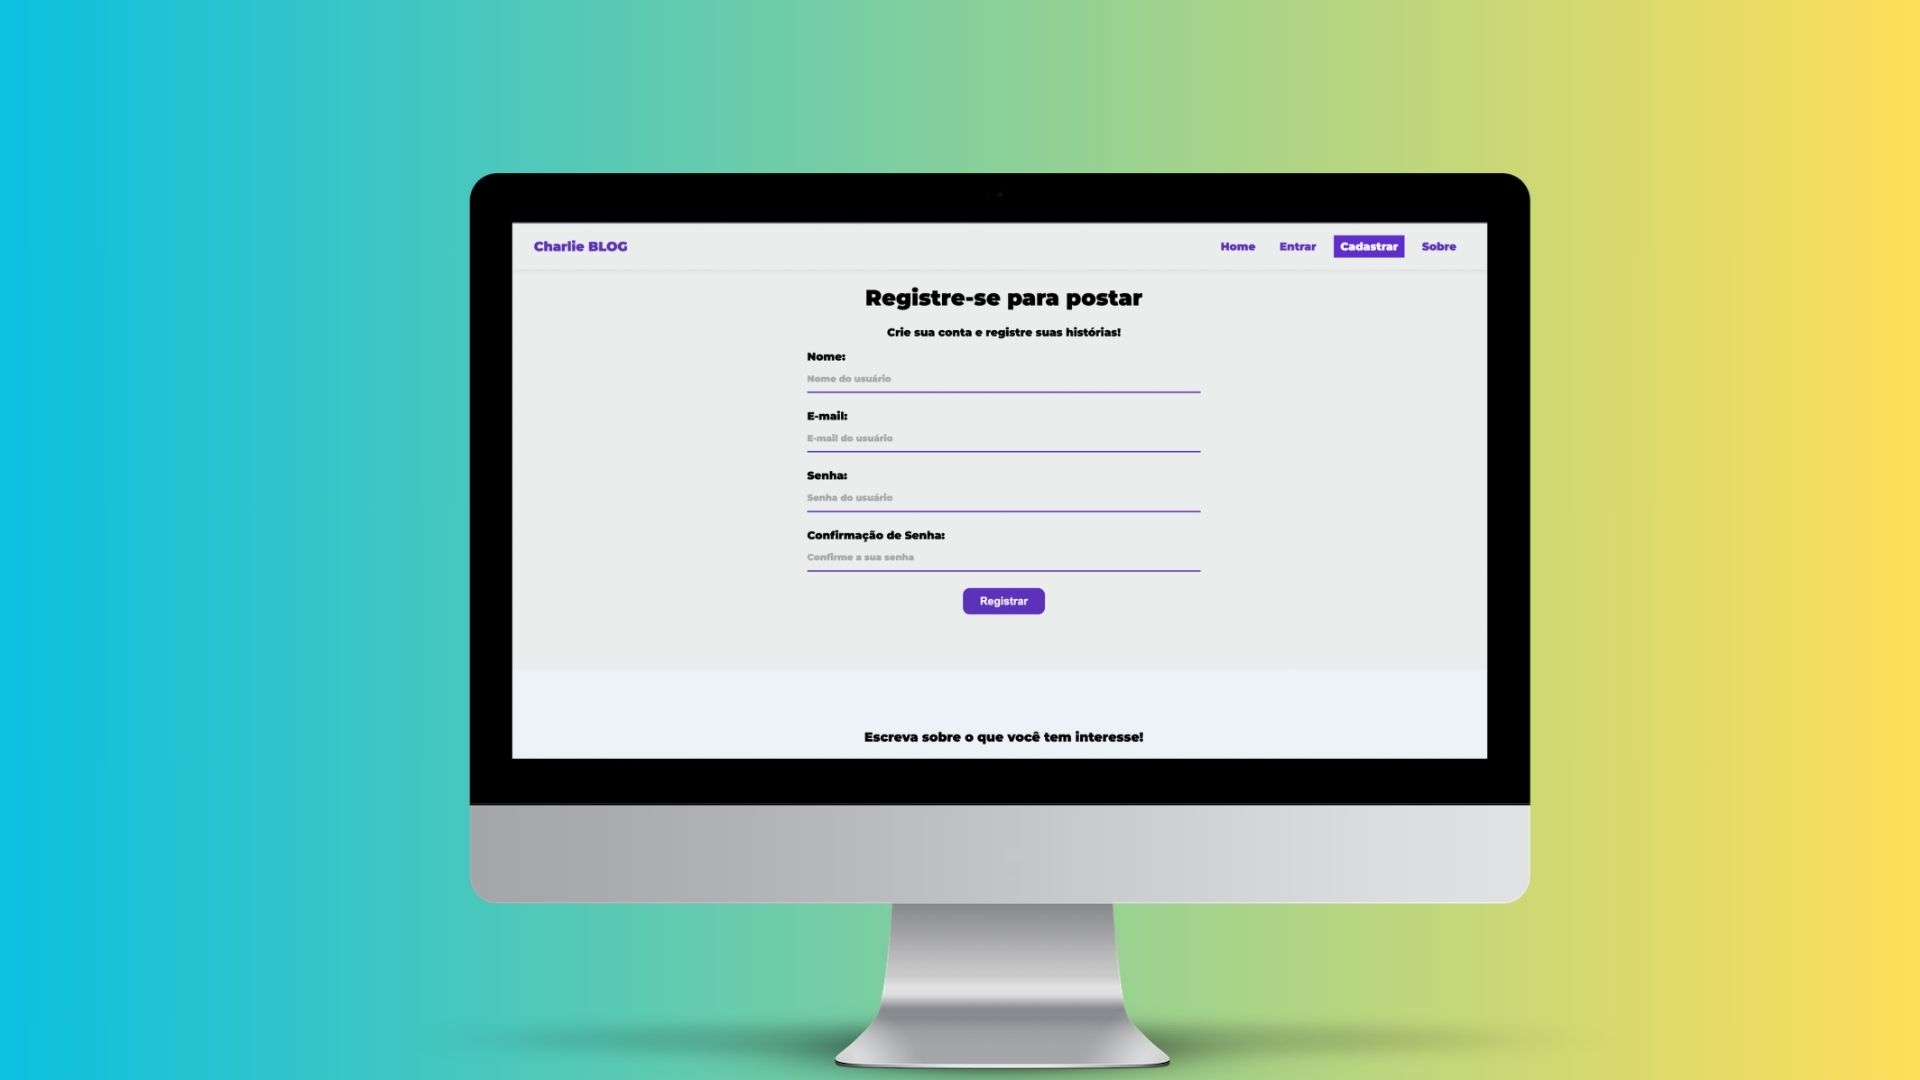 Charlie BLOG
Home Entrar Cadastrar Sobre
Registre-se para postar
Crie sua conta e registre suas histórias!
Nome:
Nome do usuário
E-mail:
E-mail do usuário
Senha:
Senha do usuário
Confirmação de Senha:
Confirme a sua senha
Registrar
Escreva sobre o que você tem interesse!